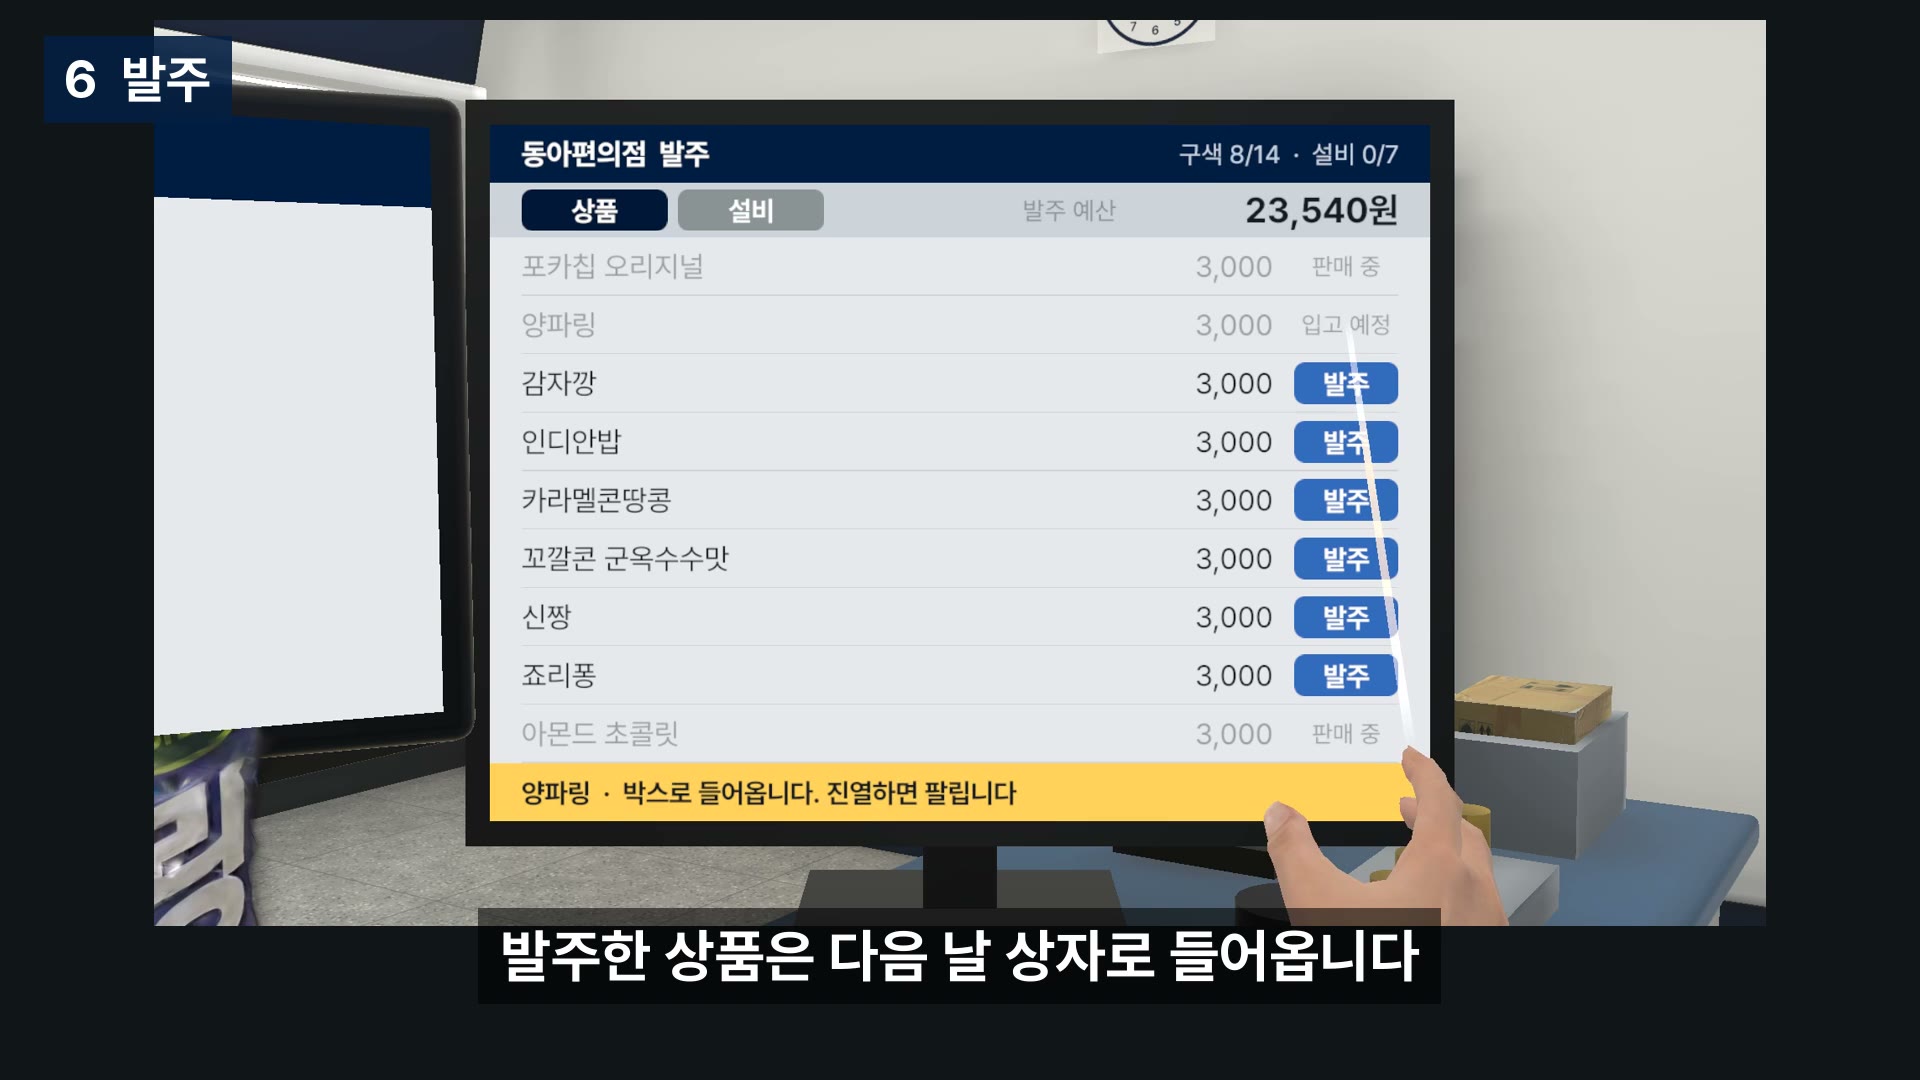 6 발주
7 6 5
동아편의점 발주
구색 8/14 · 설비 0/7
상품 설비 발주 예산 23,540원
포카칩 오리지널 3,000 판매 중
양파링 3,000 입고 예정
감자깡 3,000 발주
인디안밥 3,000 발주
카라멜콘땅콩 3,000 발주
꼬깔콘 군옥수수맛 3,000 발주
신짱 3,000 발주
죠리퐁 3,000 발주
아몬드 초콜릿 3,000 판매 중
양파링 · 박스로 들어옵니다. 진열하면 팔립니다
발주한 상품은 다음 날 상자로 들어옵니다